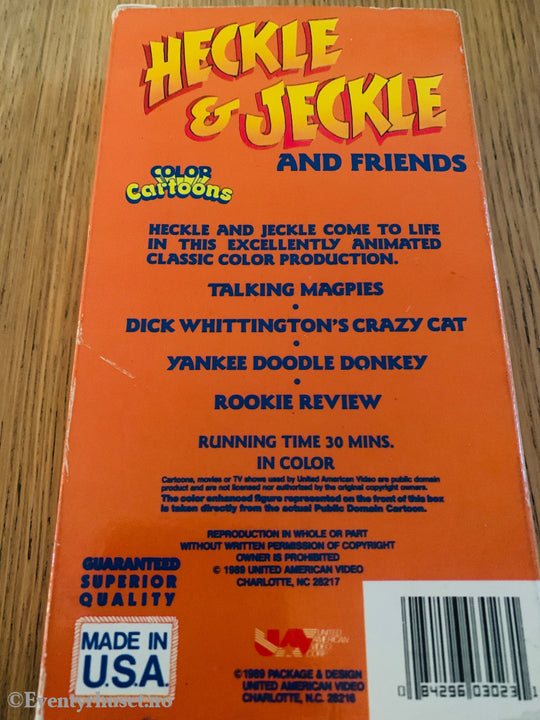 HECKLE
& JECKLE
AND FRIENDS
COLOR
Cartoons
HECKLE AND JECKLE COME TO LIFE
IN THIS EXCELLENTLY ANIMATED
CLASSIC COLOR PRODUCTION.
TALKING MAGPIES
•
DICK WHITTINGTON'S CRAZY CAT
•
YANKEE DOODLE DONKEY
•
ROOKIE REVIEW
RUNNING TIME 30 MINS.
IN COLOR
Cartoons, movies or TV shows used by United American Video are public domain
product and are not licensed nor authorized by the original copyright owners.
The color enhanced figure represented on the front of this box
is taken directly from the actual Public Domain Cartoon.
REPRODUCTION IN WHOLE OR PART
WITHOUT WRITTEN PERMISSION OF COPYRIGHT
OWNER IS PROHIBITED
© 1989 UNITED AMERICAN VIDEO
CHARLOTTE, NC 28217
GUARANTEED
SUPERIOR
QUALITY
MADE IN
U.S.A.
UAV UNITED
AMERICAN
VIDEO
CORP.
© 1989 PACKAGE & DESIGN
UNITED AMERICAN VIDEO
CHARLOTTE, NC 28216
0 84296 03023 1
©Eventyrhuset.no